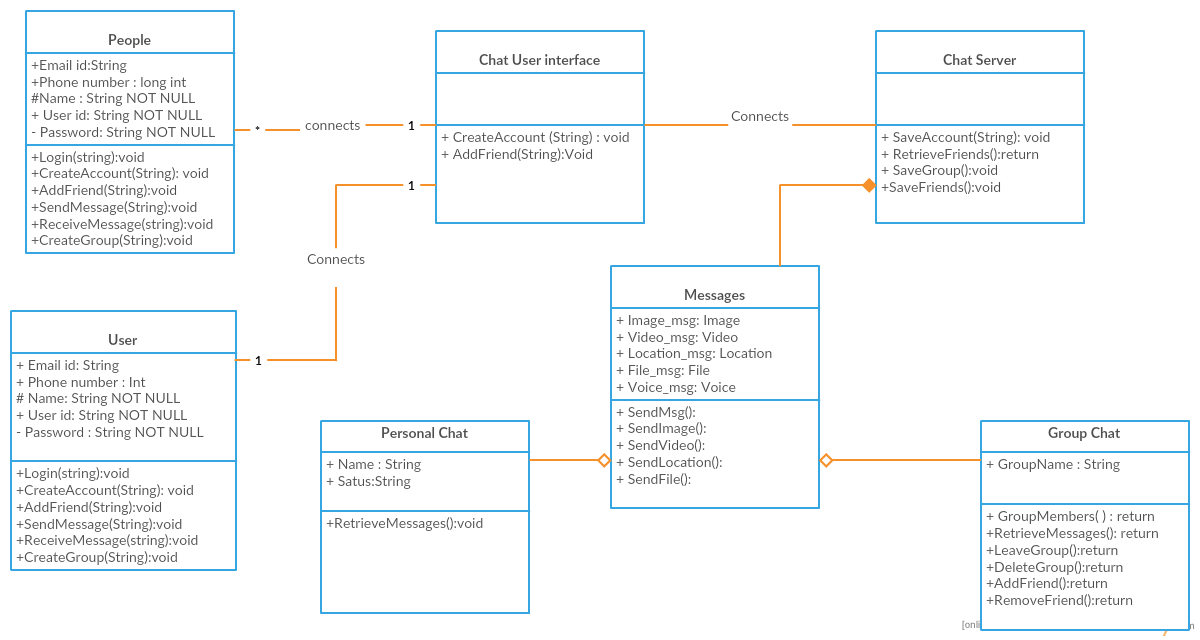 People
+Email id:String
+Phone number : long int
#Name : String NOT NULL
+ User id: String NOT NULL
- Password: String NOT NULL
+Login(string):void
+CreateAccount(String): void
+AddFriend(String):void
+SendMessage(String):void
+ReceiveMessage(string):void
+CreateGroup(String):void
*
connects
1
Chat User interface
+ CreateAccount (String) : void
+ AddFriend(String):Void
Connects
Chat Server
+ SaveAccount(String): void
+ RetrieveFriends():return
+ SaveGroup():void
+SaveFriends():void
1
Connects
1
User
+ Email id: String
+ Phone number : Int
# Name: String NOT NULL
+ User id: String NOT NULL
- Password : String NOT NULL
+Login(string):void
+CreateAccount(String): void
+AddFriend(String):void
+SendMessage(String):void
+ReceiveMessage(string):void
+CreateGroup(String):void
Messages
+ Image_msg: Image
+ Video_msg: Video
+ Location_msg: Location
+ File_msg: File
+ Voice_msg: Voice
+ SendMsg():
+ SendImage():
+ SendVideo():
+ SendLocation():
+ SendFile():
Personal Chat
+ Name : String
+ Satus:String
+RetrieveMessages():void
Group Chat
+ GroupName : String
+ GroupMembers( ) : return
+RetrieveMessages(): return
+LeaveGroup():return
+DeleteGroup():return
+AddFriend():return
+RemoveFriend():return